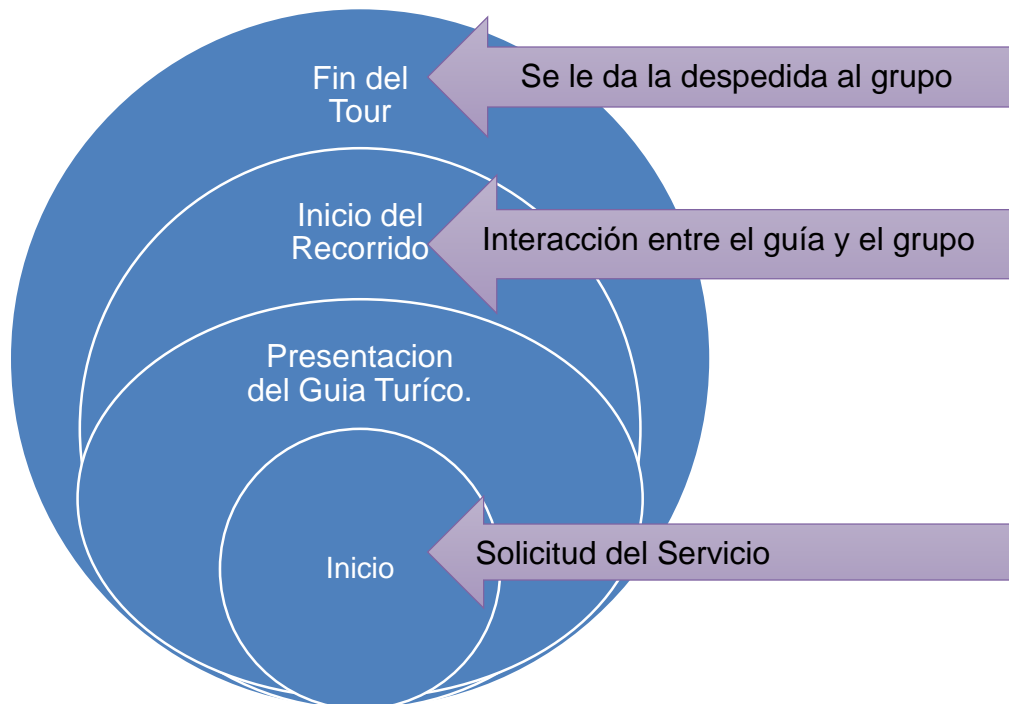 Fin del
Tour
Se le da la despedida al grupo
Inicio del
Recorrido
Interacción entre el guía y el grupo
Presentacion
del Guia Turíco.
Inicio
Solicitud del Servicio